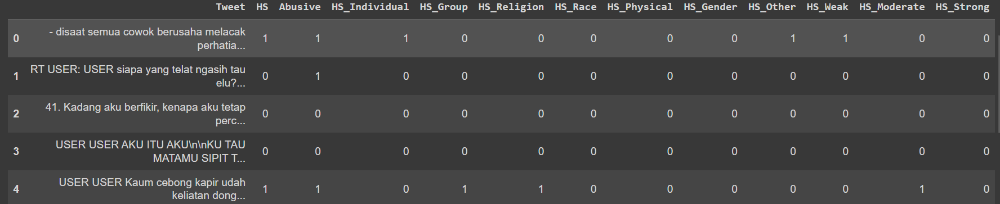 Tweet HS Abusive HS_Individual HS_Group HS_Religion HS_Race HS_Physical HS_Gender HS_Other HS_Weak HS_Moderate HS_Strong
0 - disaat semua cowok berusaha melacak perhatia... 1 1 1 0 0 0 0 0 1 1 0 0
1 RT USER: USER siapa yang telat ngasih tau elu?... 0 1 0 0 0 0 0 0 0 0 0 0
2 41. Kadang aku berfikir, kenapa aku tetap perc... 0 0 0 0 0 0 0 0 0 0 0 0
3 USER USER AKU ITU AKU\n\nKU TAU MATAMU SIPIT T... 0 0 0 0 0 0 0 0 0 0 0 0
4 USER USER Kaum cebong kapir udah keliatan dong... 1 1 0 1 1 0 0 0 0 0 1 0